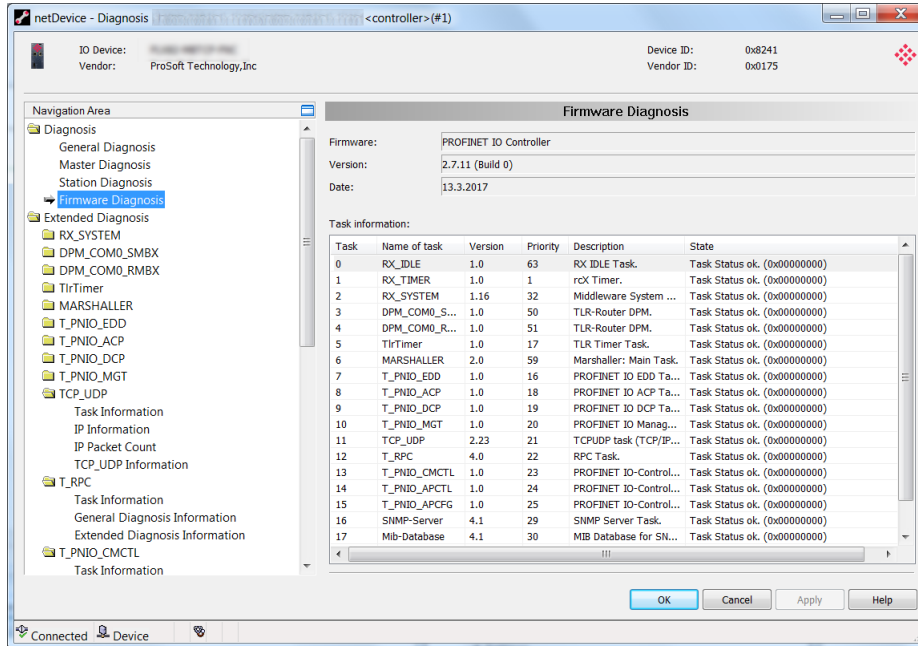 netDevice - Diagnosis <controller>(#1)
IO Device: Device ID: 0x8241
Vendor: ProSoft Technology,Inc Vendor ID: 0x0175
Navigation Area
Diagnosis
General Diagnosis
Master Diagnosis
Station Diagnosis
Firmware Diagnosis
Extended Diagnosis
RX_SYSTEM
DPM_COM0_SMBX
DPM_COM0_RMBX
TlrTimer
MARSHALLER
T_PNIO_EDD
T_PNIO_ACP
T_PNIO_DCP
T_PNIO_MGT
TCP_UDP
Task Information
IP Information
IP Packet Count
TCP_UDP Information
T_RPC
Task Information
General Diagnosis Information
Extended Diagnosis Information
T_PNIO_CMCTL
Task Information
Firmware Diagnosis
Firmware: PROFINET IO Controller
Version: 2.7.11 (Build 0)
Date: 13.3.2017
Task information:
Task Name of task Version Priority Description State
0 RX_IDLE 1.0 63 RX IDLE Task. Task Status ok. (0x00000000)
1 RX_TIMER 1.0 1 rcX Timer. Task Status ok. (0x00000000)
2 RX_SYSTEM 1.16 32 Middleware System ... Task Status ok. (0x00000000)
3 DPM_COM0_S... 1.0 50 TLR-Router DPM. Task Status ok. (0x00000000)
4 DPM_COM0_R... 1.0 51 TLR-Router DPM. Task Status ok. (0x00000000)
5 TlrTimer 1.0 17 TLR Timer Task. Task Status ok. (0x00000000)
6 MARSHALLER 2.0 59 Marshaller: Main Task. Task Status ok. (0x00000000)
7 T_PNIO_EDD 1.0 16 PROFINET IO EDD Ta... Task Status ok. (0x00000000)
8 T_PNIO_ACP 1.0 18 PROFINET IO ACP Ta... Task Status ok. (0x00000000)
9 T_PNIO_DCP 1.0 19 PROFINET IO DCP Ta... Task Status ok. (0x00000000)
10 T_PNIO_MGT 1.0 20 PROFINET IO Manag... Task Status ok. (0x00000000)
11 TCP_UDP 2.23 21 TCPUDP task (TCP/IP... Task Status ok. (0x00000000)
12 T_RPC 4.0 22 RPC Task. Task Status ok. (0x00000000)
13 T_PNIO_CMCTL 1.0 23 PROFINET IO-Control... Task Status ok. (0x00000000)
14 T_PNIO_APCTL 1.0 24 PROFINET IO-Control... Task Status ok. (0x00000000)
15 T_PNIO_APCFG 1.0 25 PROFINET IO-Control... Task Status ok. (0x00000000)
16 SNMP-Server 4.1 29 SNMP Server Task. Task Status ok. (0x00000000)
17 Mib-Database 4.1 30 MIB Database for SN... Task Status ok. (0x00000000)
OK Cancel Apply Help
Connected Device